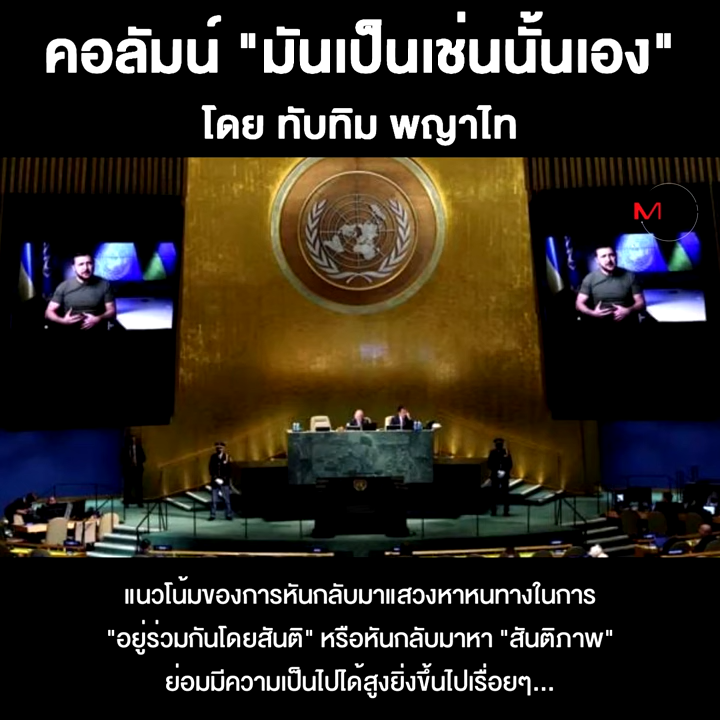 คอลัมน์ "มันเป็นเช่นนั้นเอง"
โดย ทับทิม พญาไท
M
แนวโน้มของการหันกลับมาแสวงหาหนทางในการ
"อยู่ร่วมกันโดยสันติ" หรือหันกลับมาหา "สันติภาพ"
ย่อมมีความเป็นไปได้สูงยิ่งขึ้นไปเรื่อยๆ...